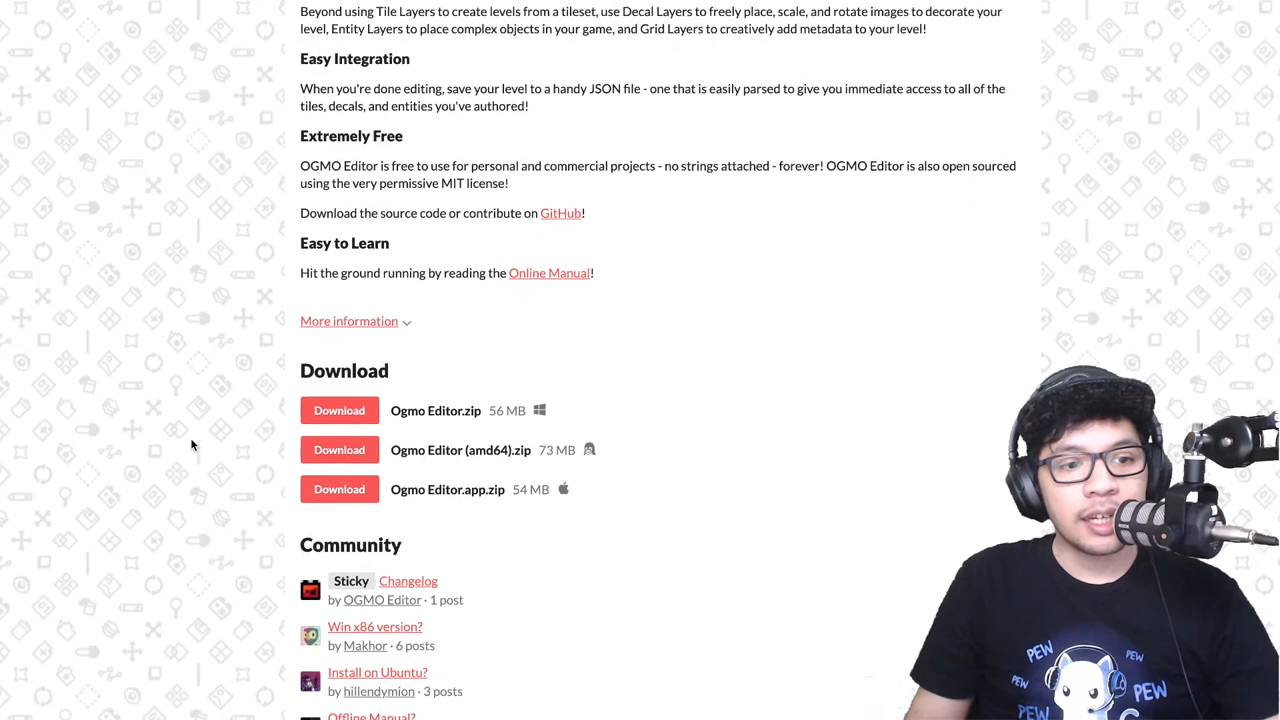 Beyond using Tile Layers to create levels from a tileset, use Decal Layers to freely place, scale, and rotate images to decorate your
level, Entity Layers to place complex objects in your game, and Grid Layers to creatively add metadata to your level!
Easy Integration
When you're done editing, save your level to a handy JSON file - one that is easily parsed to give you immediate access to all of the
tiles, decals, and entities you've authored!
Extremely Free
OGMO Editor is free to use for personal and commercial projects - no strings attached - forever! OGMO Editor is also open sourced
using the very permissive MIT license!
Download the source code or contribute on GitHub!
Easy to Learn
Hit the ground running by reading the Online Manual!
More information
Download
Download Ogmo Editor.zip 56 MB
Download Ogmo Editor (amd64).zip 73 MB
Download Ogmo Editor.app.zip 54 MB
Community
Sticky Changelog
by OGMO Editor · 1 post
Win x86 version?
by Makhor · 6 posts
Install on Ubuntu?
by hillendymion · 3 posts
Offline Manual?
PEW
PEW
PEW
PEW
PEW